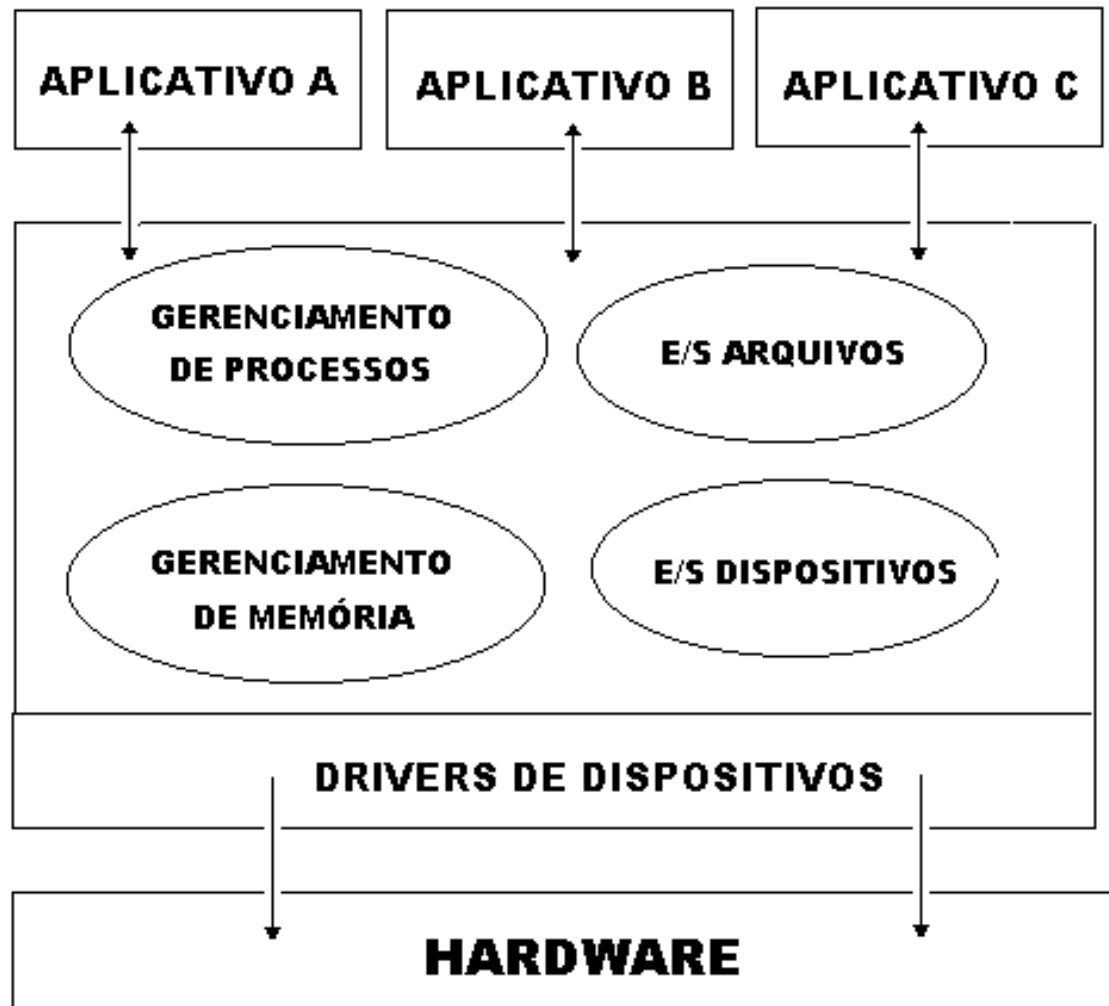 APLICATIVO A
APLICATIVO B
APLICATIVO C
GERENCIAMENTO
DE PROCESSOS
E/S ARQUIVOS
GERENCIAMENTO
DE MEMÓRIA
E/S DISPOSITIVOS
DRIVERS DE DISPOSITIVOS
HARDWARE